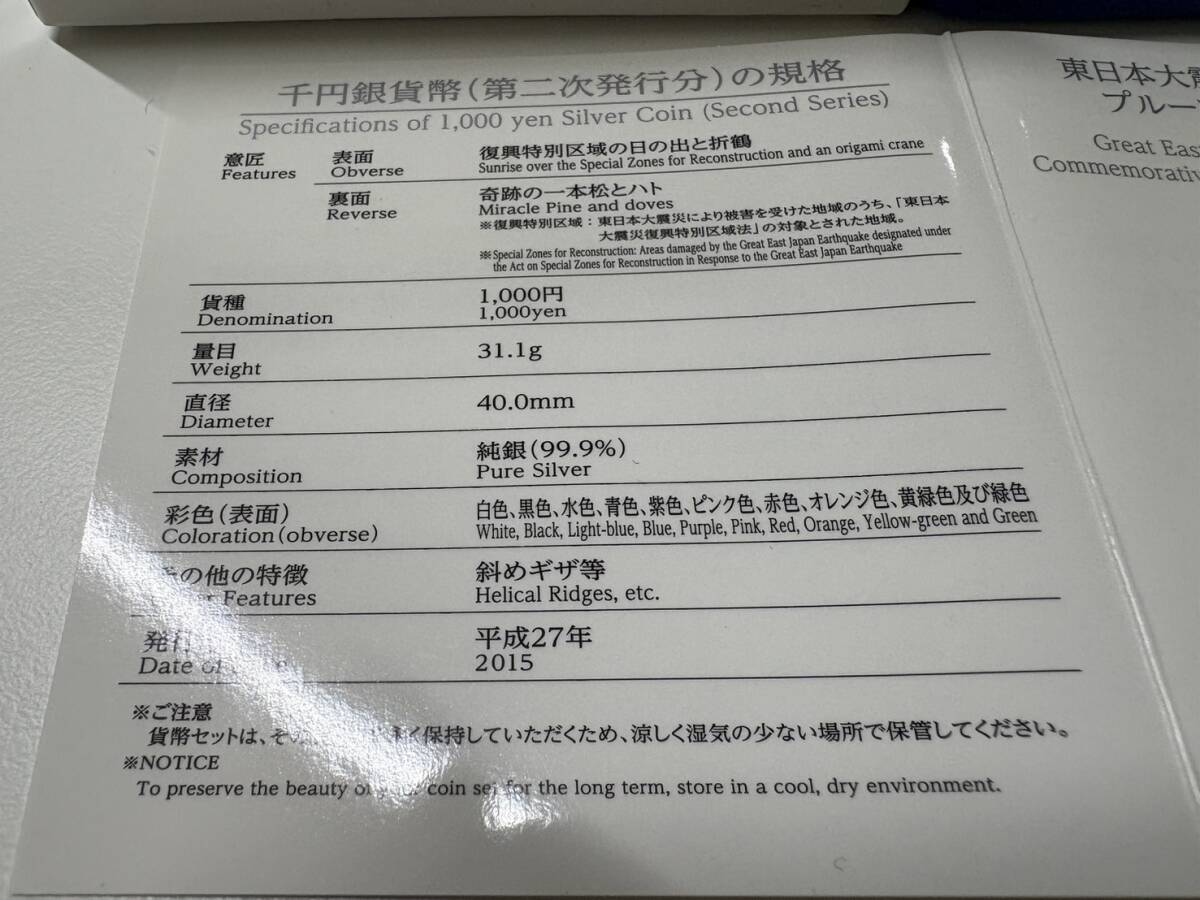 千円銀貨幣(第二次発行分)の規格
Specifications of 1,000 yen Silver Coin (Second Series)
意匠 表面 復興特別区域の日の出と折鶴
Features Obverse Sunrise over the Special Zones for Reconstruction and an origami crane
裏面 奇跡の一本松とハト
Reverse Miracle Pine and doves
※復興特別区域:東日本大震災により被害を受けた地域のうち、「東日本
大震災復興特別区域法」の対象とされた地域。
※Special Zones for Reconstruction: Areas damaged by the Great East Japan Earthquake designated under
the Act on Special Zones for Reconstruction in Response to the Great East Japan Earthquake
貨種 1,000円
Denomination 1,000yen
量目 31.1g
Weight
直径 40.0mm
Diameter
素材 純銀(99.9%)
Composition Pure Silver
彩色(表面) 白色、黒色、水色、青色、紫色、ピンク色、赤色、オレンジ色、黄緑色及び緑色
Coloration(obverse) White, Black, Light-blue, Blue, Purple, Pink, Red, Orange, Yellow-green and Green
の他の特徴 斜めギザ等
Features Helical Ridges, etc.
発行 平成27年
Date of 2015
※ご注意
貨幣セットは、その 保持していただくため、涼しく湿気の少ない場所で保管してください。
※NOTICE
To preserve the beauty coin set for the long term, store in a cool, dry environment.
東日本大震
プルー
Great East
Commemorativ